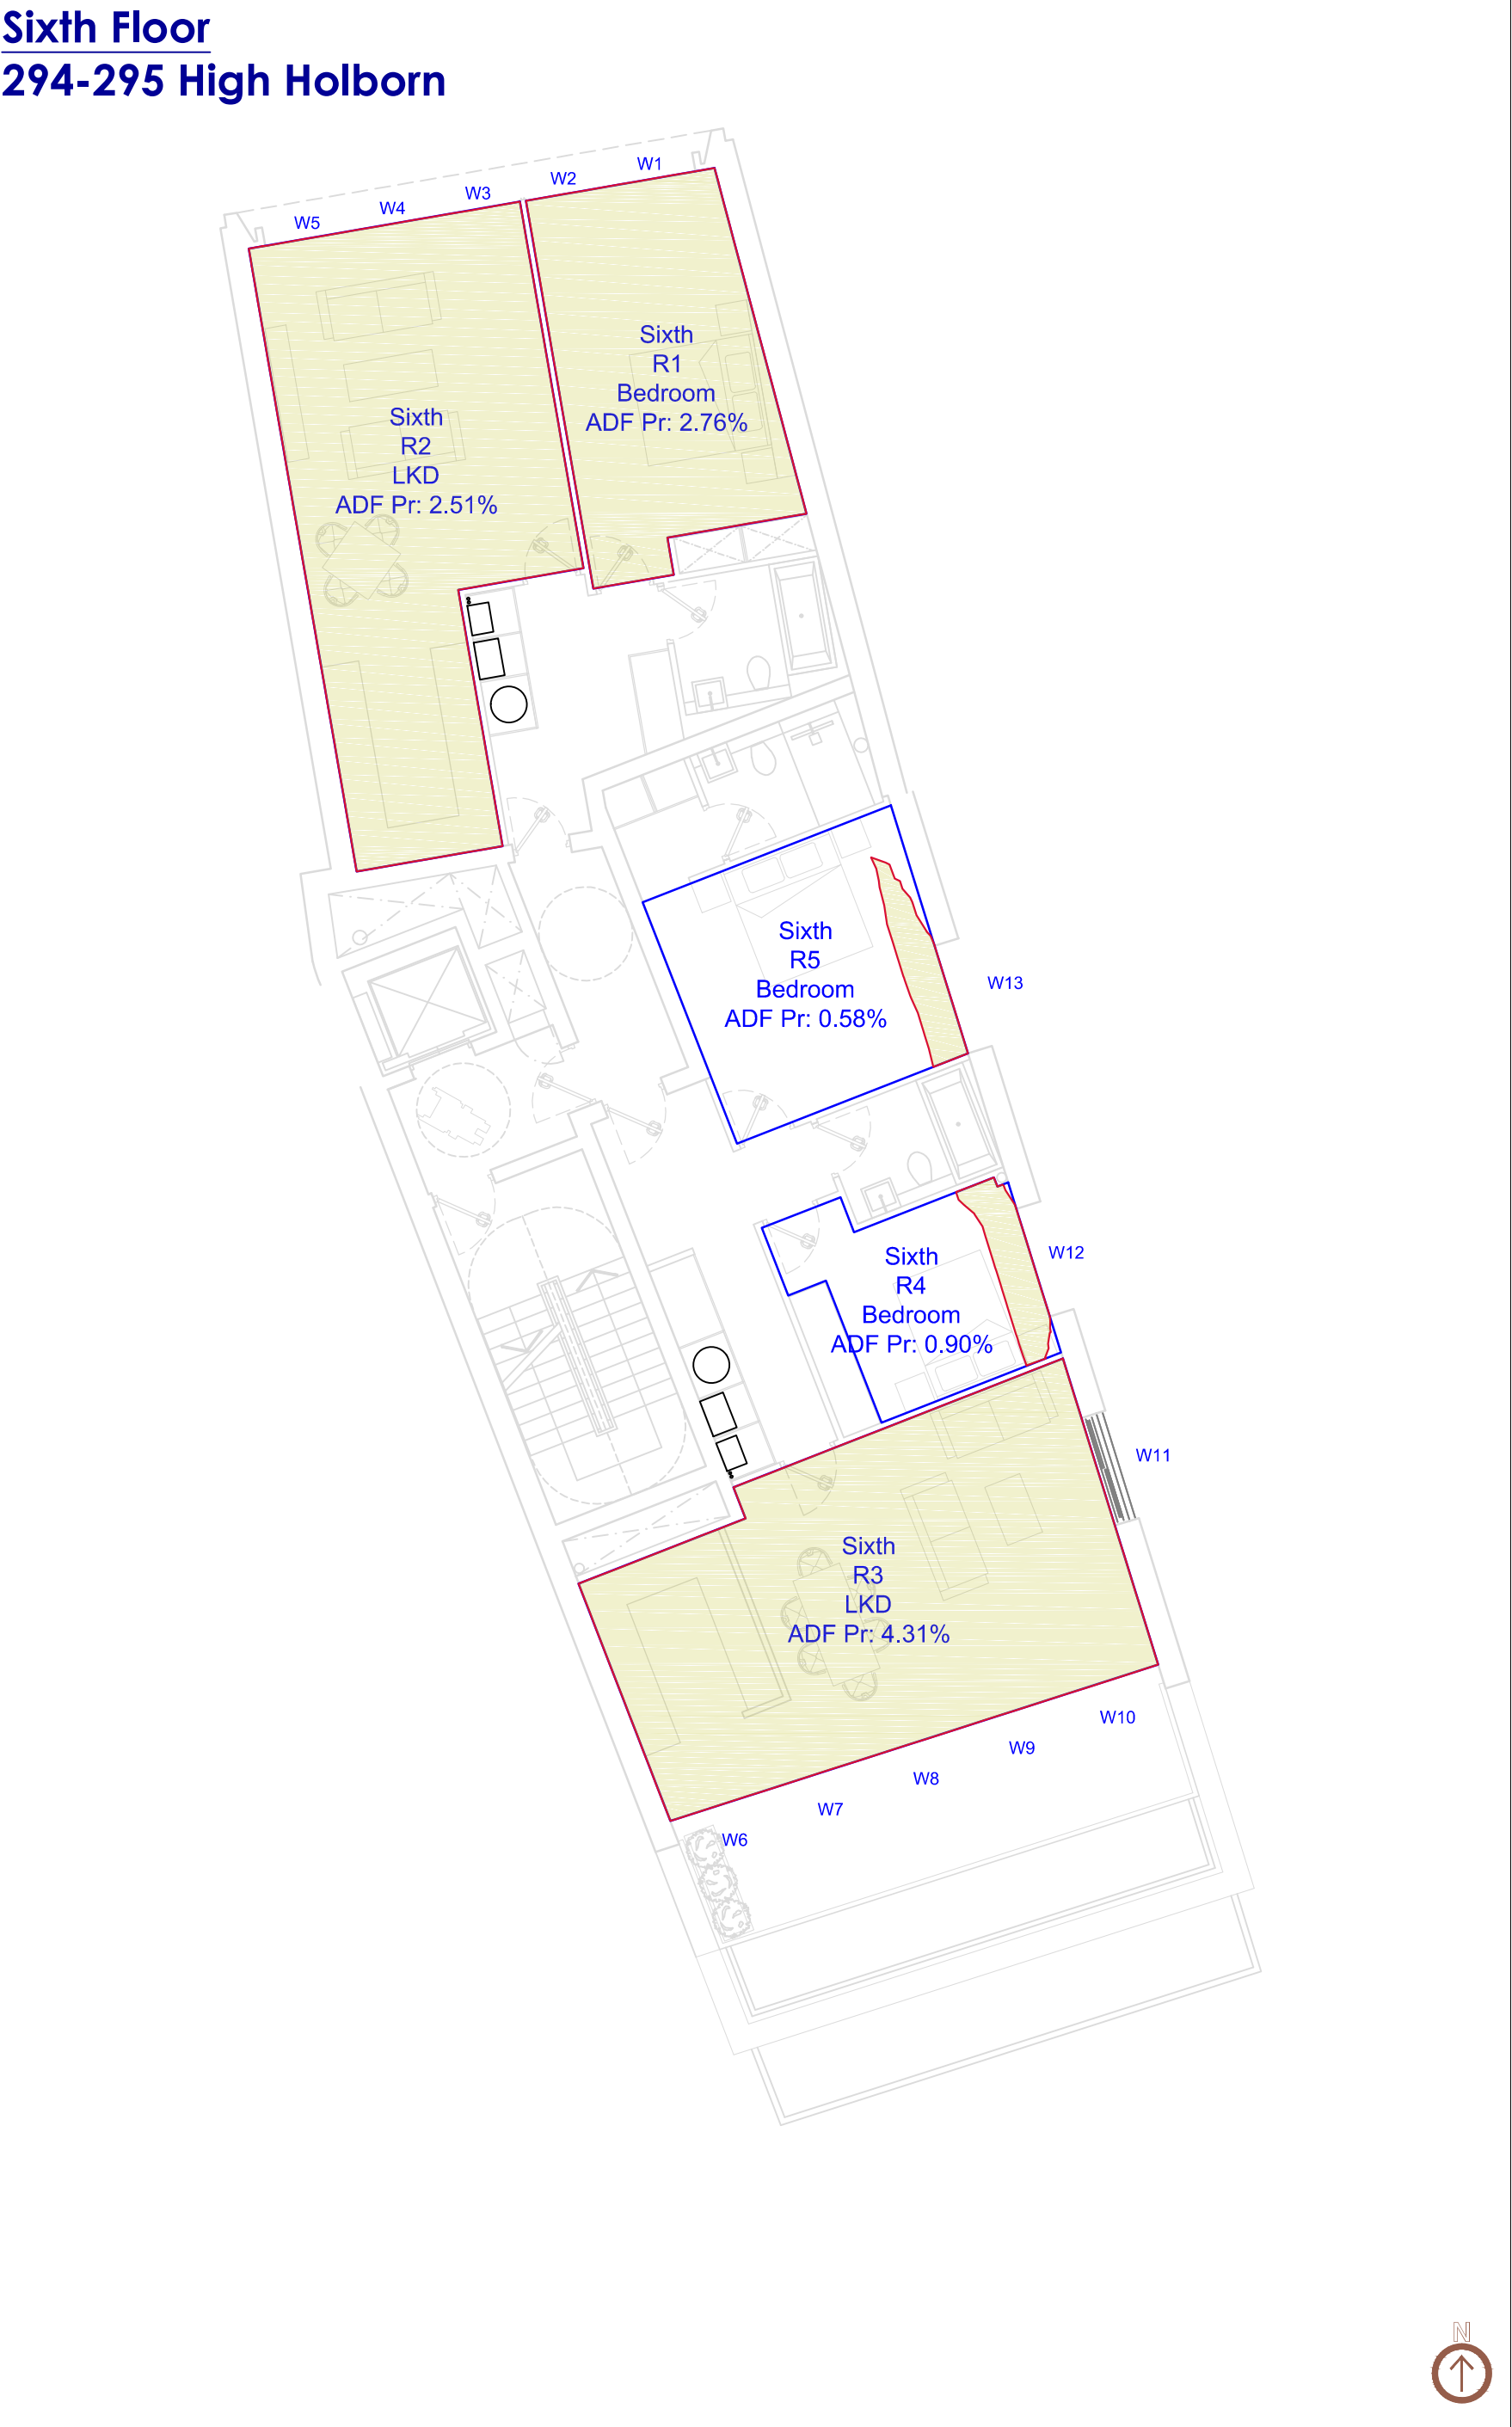 Sixth Floor
294-295 High Holborn
W1
W2
W3
W4
W5
Sixth
R1
Bedroom
ADF Pr: 2.76%
Sixth
R2
LKD
ADF Pr: 2.51%
Sixth
R5
Bedroom
ADF Pr: 0.58%
W13
Sixth
R4
Bedroom
ADF Pr: 0.90%
W12
W11
Sixth
R3
LKD
ADF Pr: 4.31%
W10
W9
W8
W7
W6
N